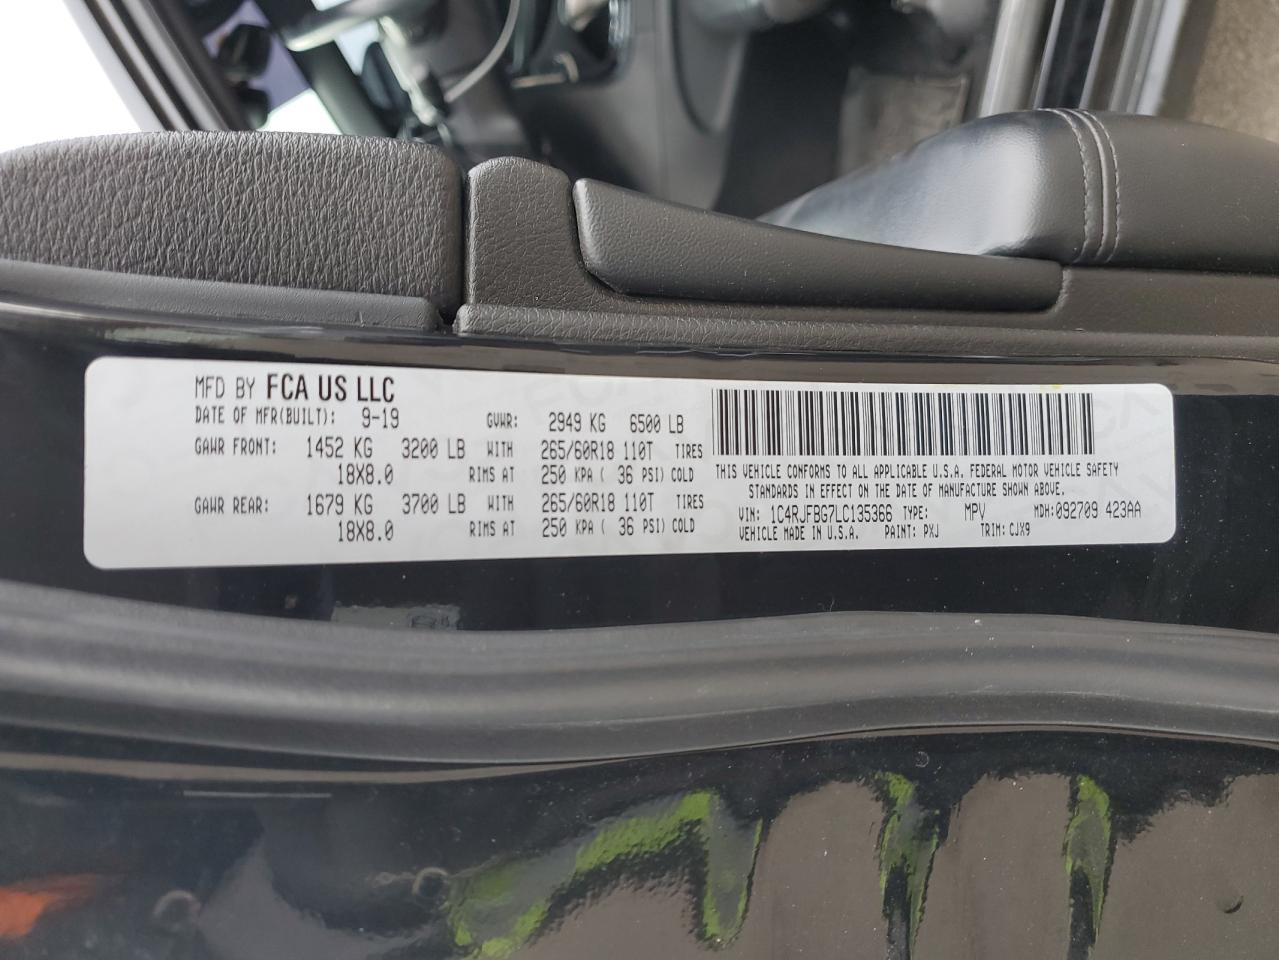 MFD BY FCA US LLC
DATE OF MFR(BUILT): 9-19 GVWR: 2949 KG 6500 LB
GAWR FRONT: 1452 KG 3200 LB WITH 265/60R18 110T TIRES
18X8.0 RIMS AT 250 KPA ( 36 PSI) COLD
GAWR REAR: 1679 KG 3700 LB WITH 265/60R18 110T TIRES
18X8.0 RIMS AT 250 KPA ( 36 PSI) COLD
THIS VEHICLE CONFORMS TO ALL APPLICABLE U.S.A. FEDERAL MOTOR VEHICLE SAFETY
STANDARDS IN EFFECT ON THE DATE OF MANUFACTURE SHOWN ABOVE.
VIN: 1C4RJFBG7LC135366 TYPE: MPV MDH:092709 423AA
VEHICLE MADE IN U.S.A. PAINT: PXJ TRIM: CJX9